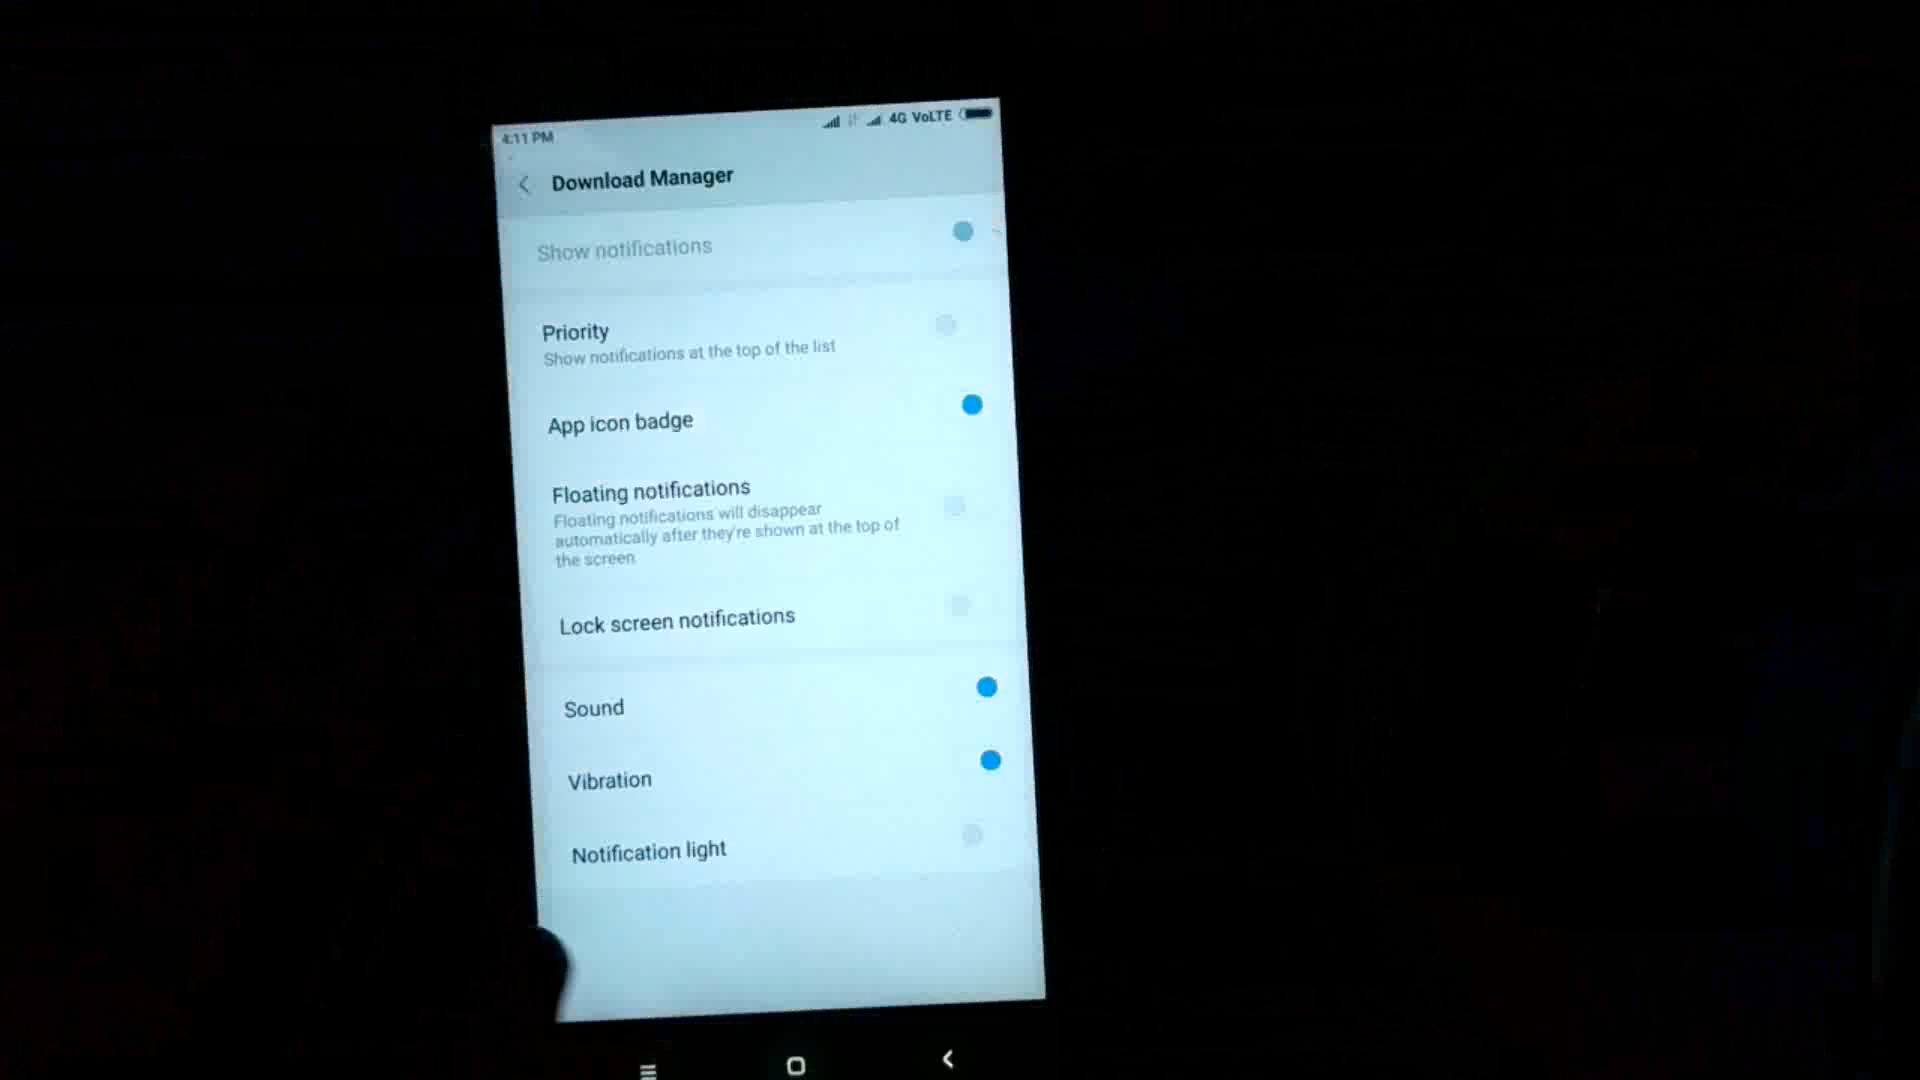 4:11 PM
4G VoLTE
Download Manager
Show notifications
Priority
Show notifications at the top of the list
App icon badge
Floating notifications
Floating notifications will disappear
automatically after they're shown at the top of
the screen
Lock screen notifications
Sound
Vibration
Notification light